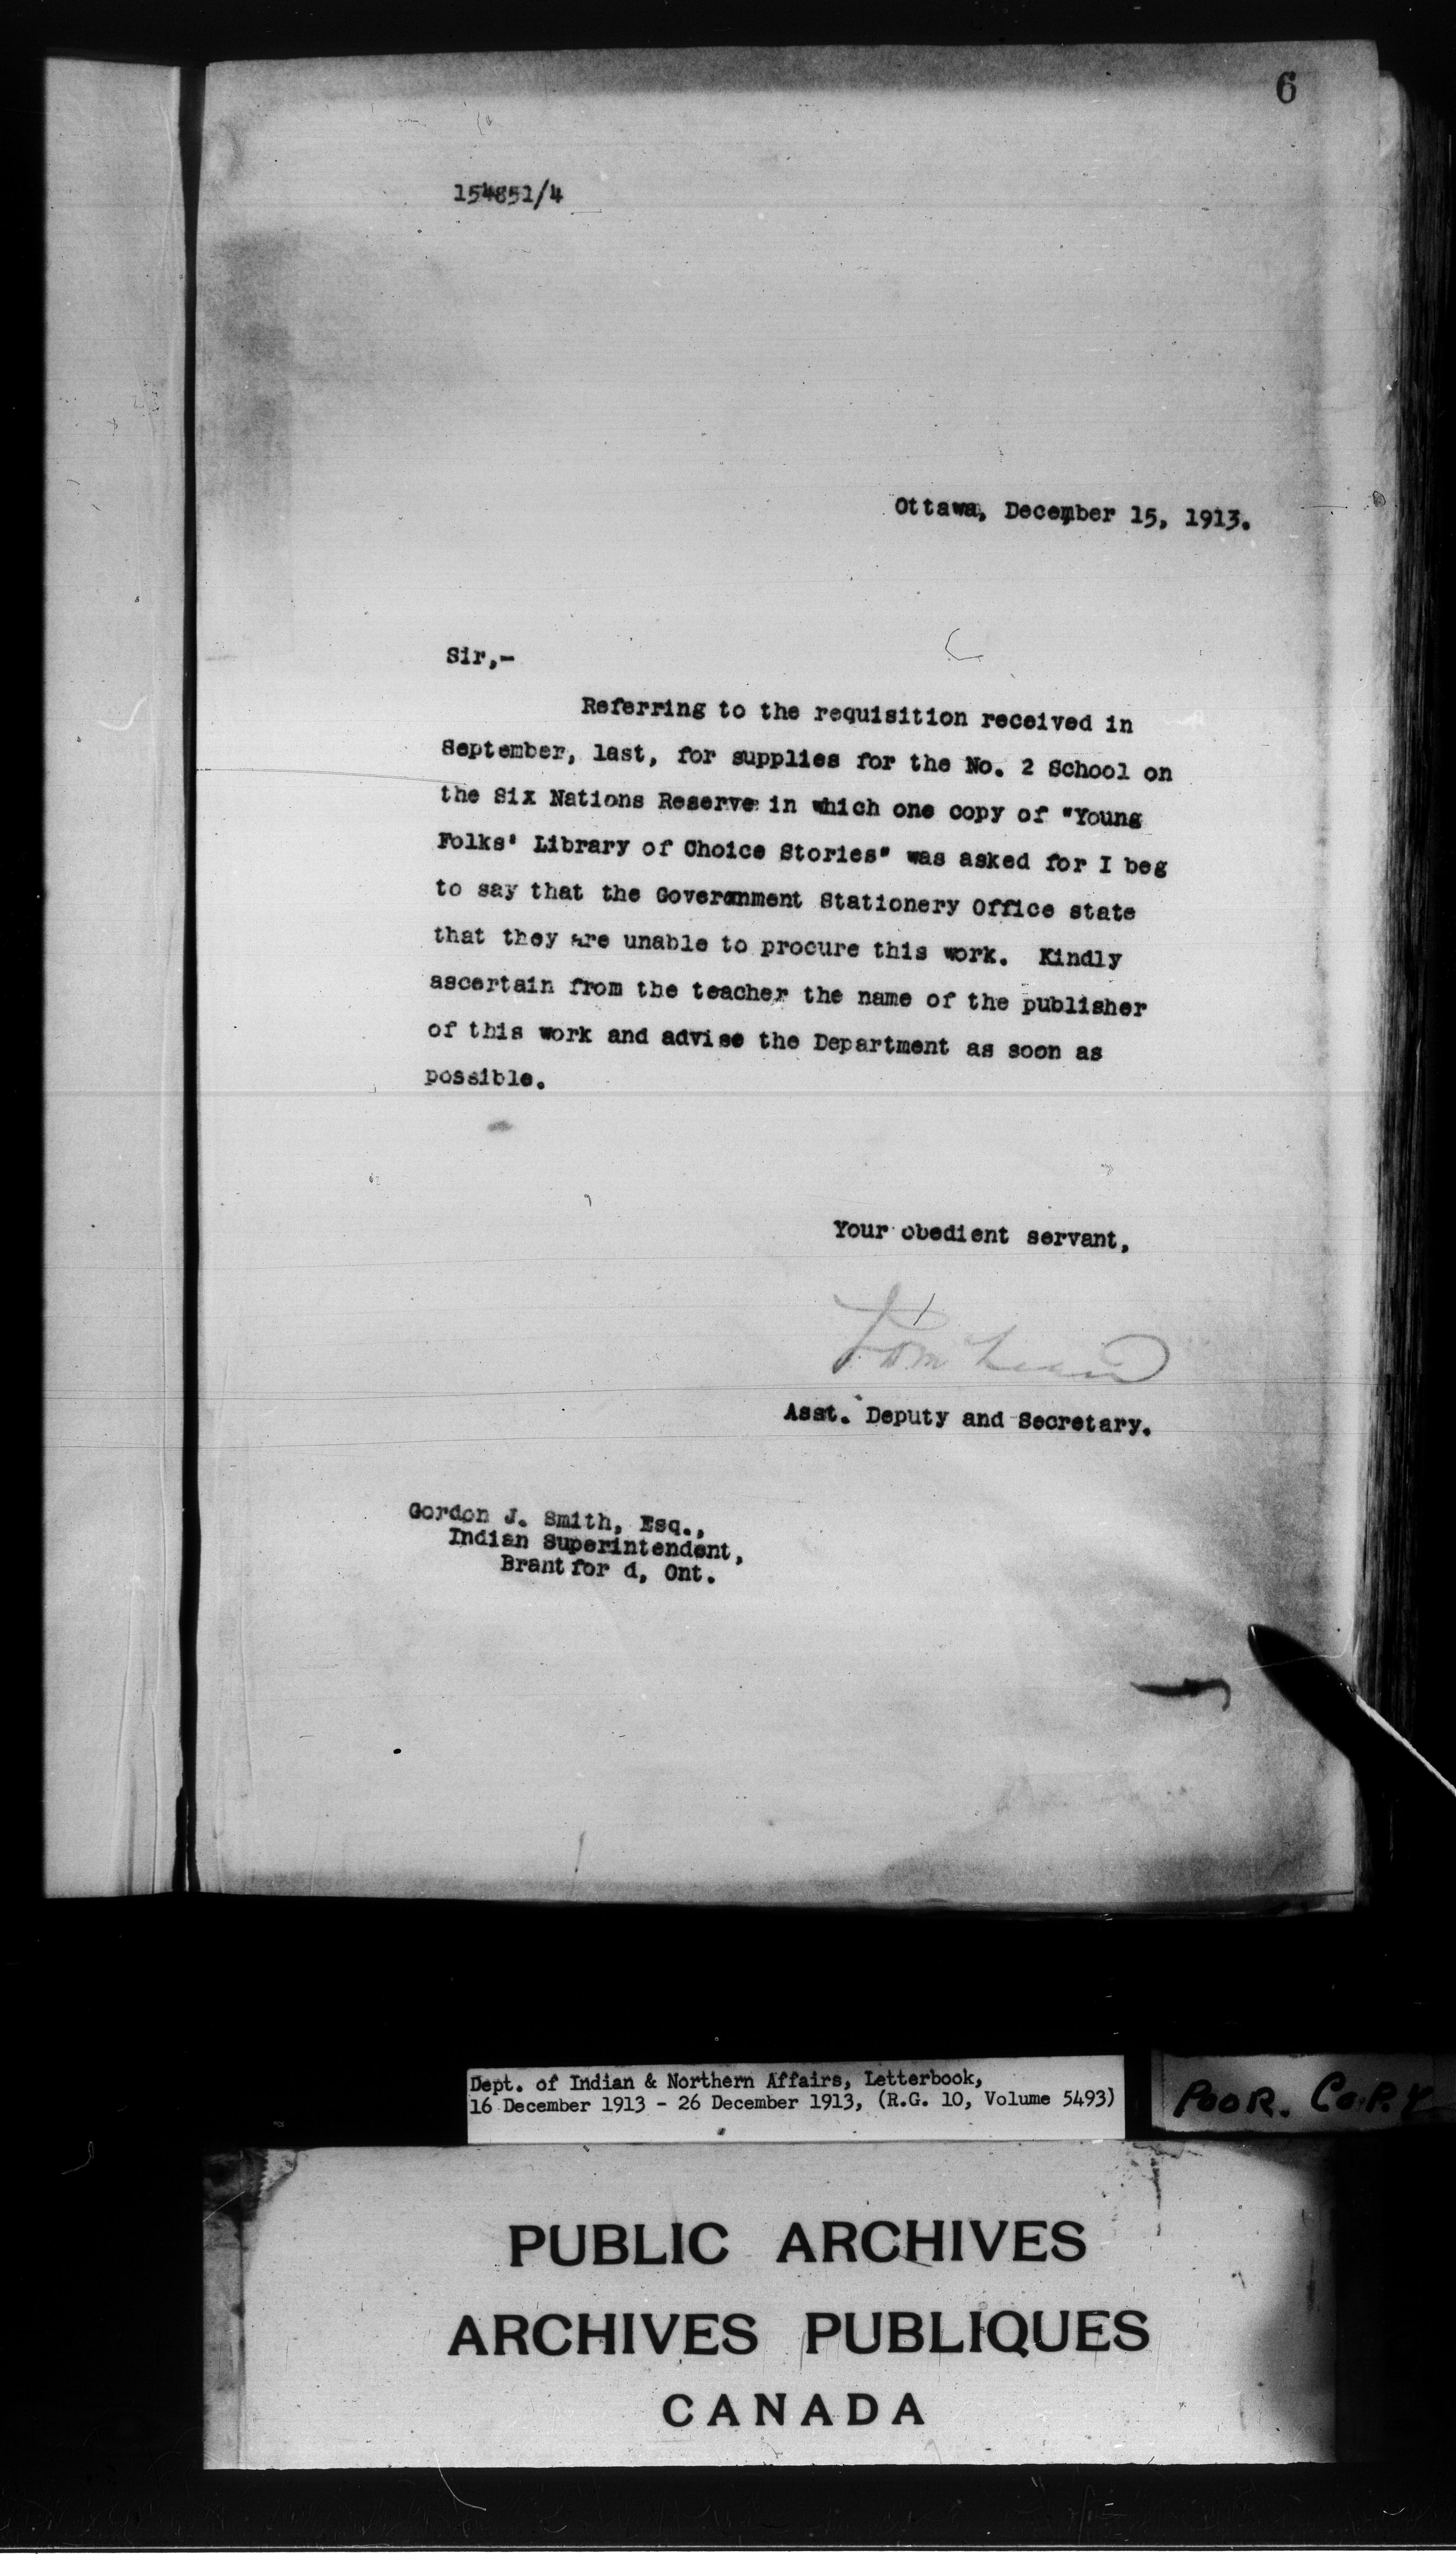 6
154851/4
Ottawa, December 15, 1913.
Sir,-
Referring to the requisition received in
September, last, for supplies for the No. 2 School on
the Six Nations Reserve in which one copy of "Young
Folks' Library of Choice Stories" was asked for I beg
to say that the Goveranment Stationery Office state
that they are unable to procure this work. Kindly
ascertain from the teacher the name of the publisher
of this work and advise the Department as soon as
possible.
Your obedient servant,
Asst. Deputy and Secretary.
Gordon J. Smith, Esq.,
Indian Superintendent,
Brantfor d, Ont.
Dept. of Indian & Northern Affairs, Letterbook,
16 December 1913 - 26 December 1913, (R.G. 10, Volume 5493)
POOR. COPY
PUBLIC ARCHIVES
ARCHIVES PUBLIQUES
CANADA